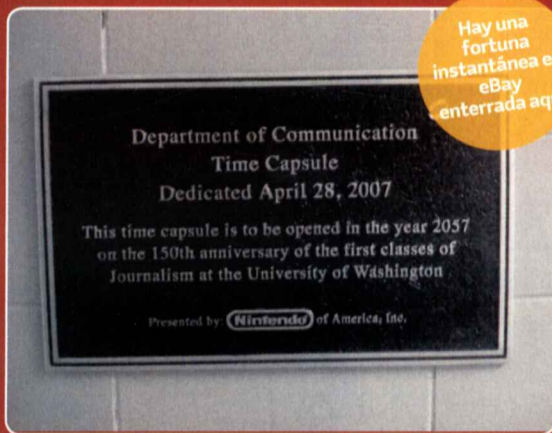 Hay una
fortuna
instantánea
eBay
enterrada
Department of Communication
Time Capsule
Dedicated April 28, 2007
This time capsule is to be opened in the year 2057
on the 150th anniversary of the first classes of
Journalism at the University of Washington
Presented by: Nintendo of America, Inc.